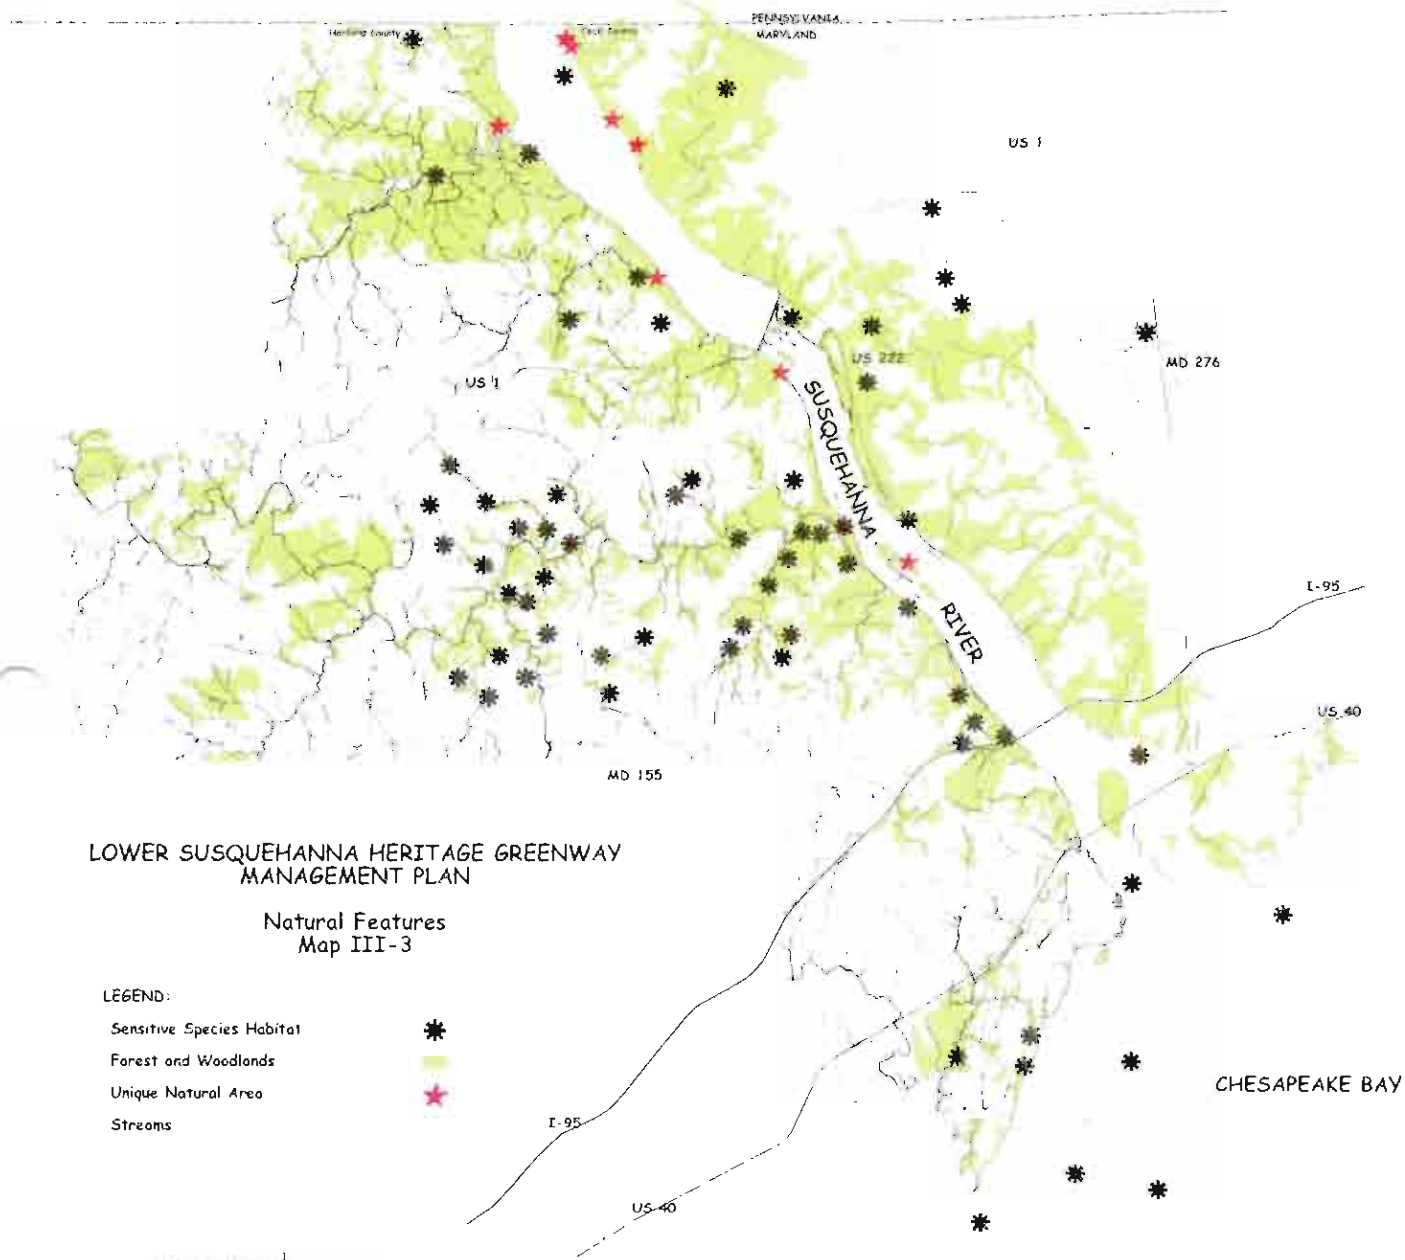 PENNSYLVANIA
MARYLAND
Harford County
US 1
MD 276
US 222
US 1
SUSQUEHANNA
RIVER
I-95
US 40
MD 155
LOWER SUSQUEHANNA HERITAGE GREENWAY
MANAGEMENT PLAN
Natural Features
Map III-3
LEGEND:
Sensitive Species Habitat
Forest and Woodlands
Unique Natural Area
Streams
CHESAPEAKE BAY
I-95
US 40